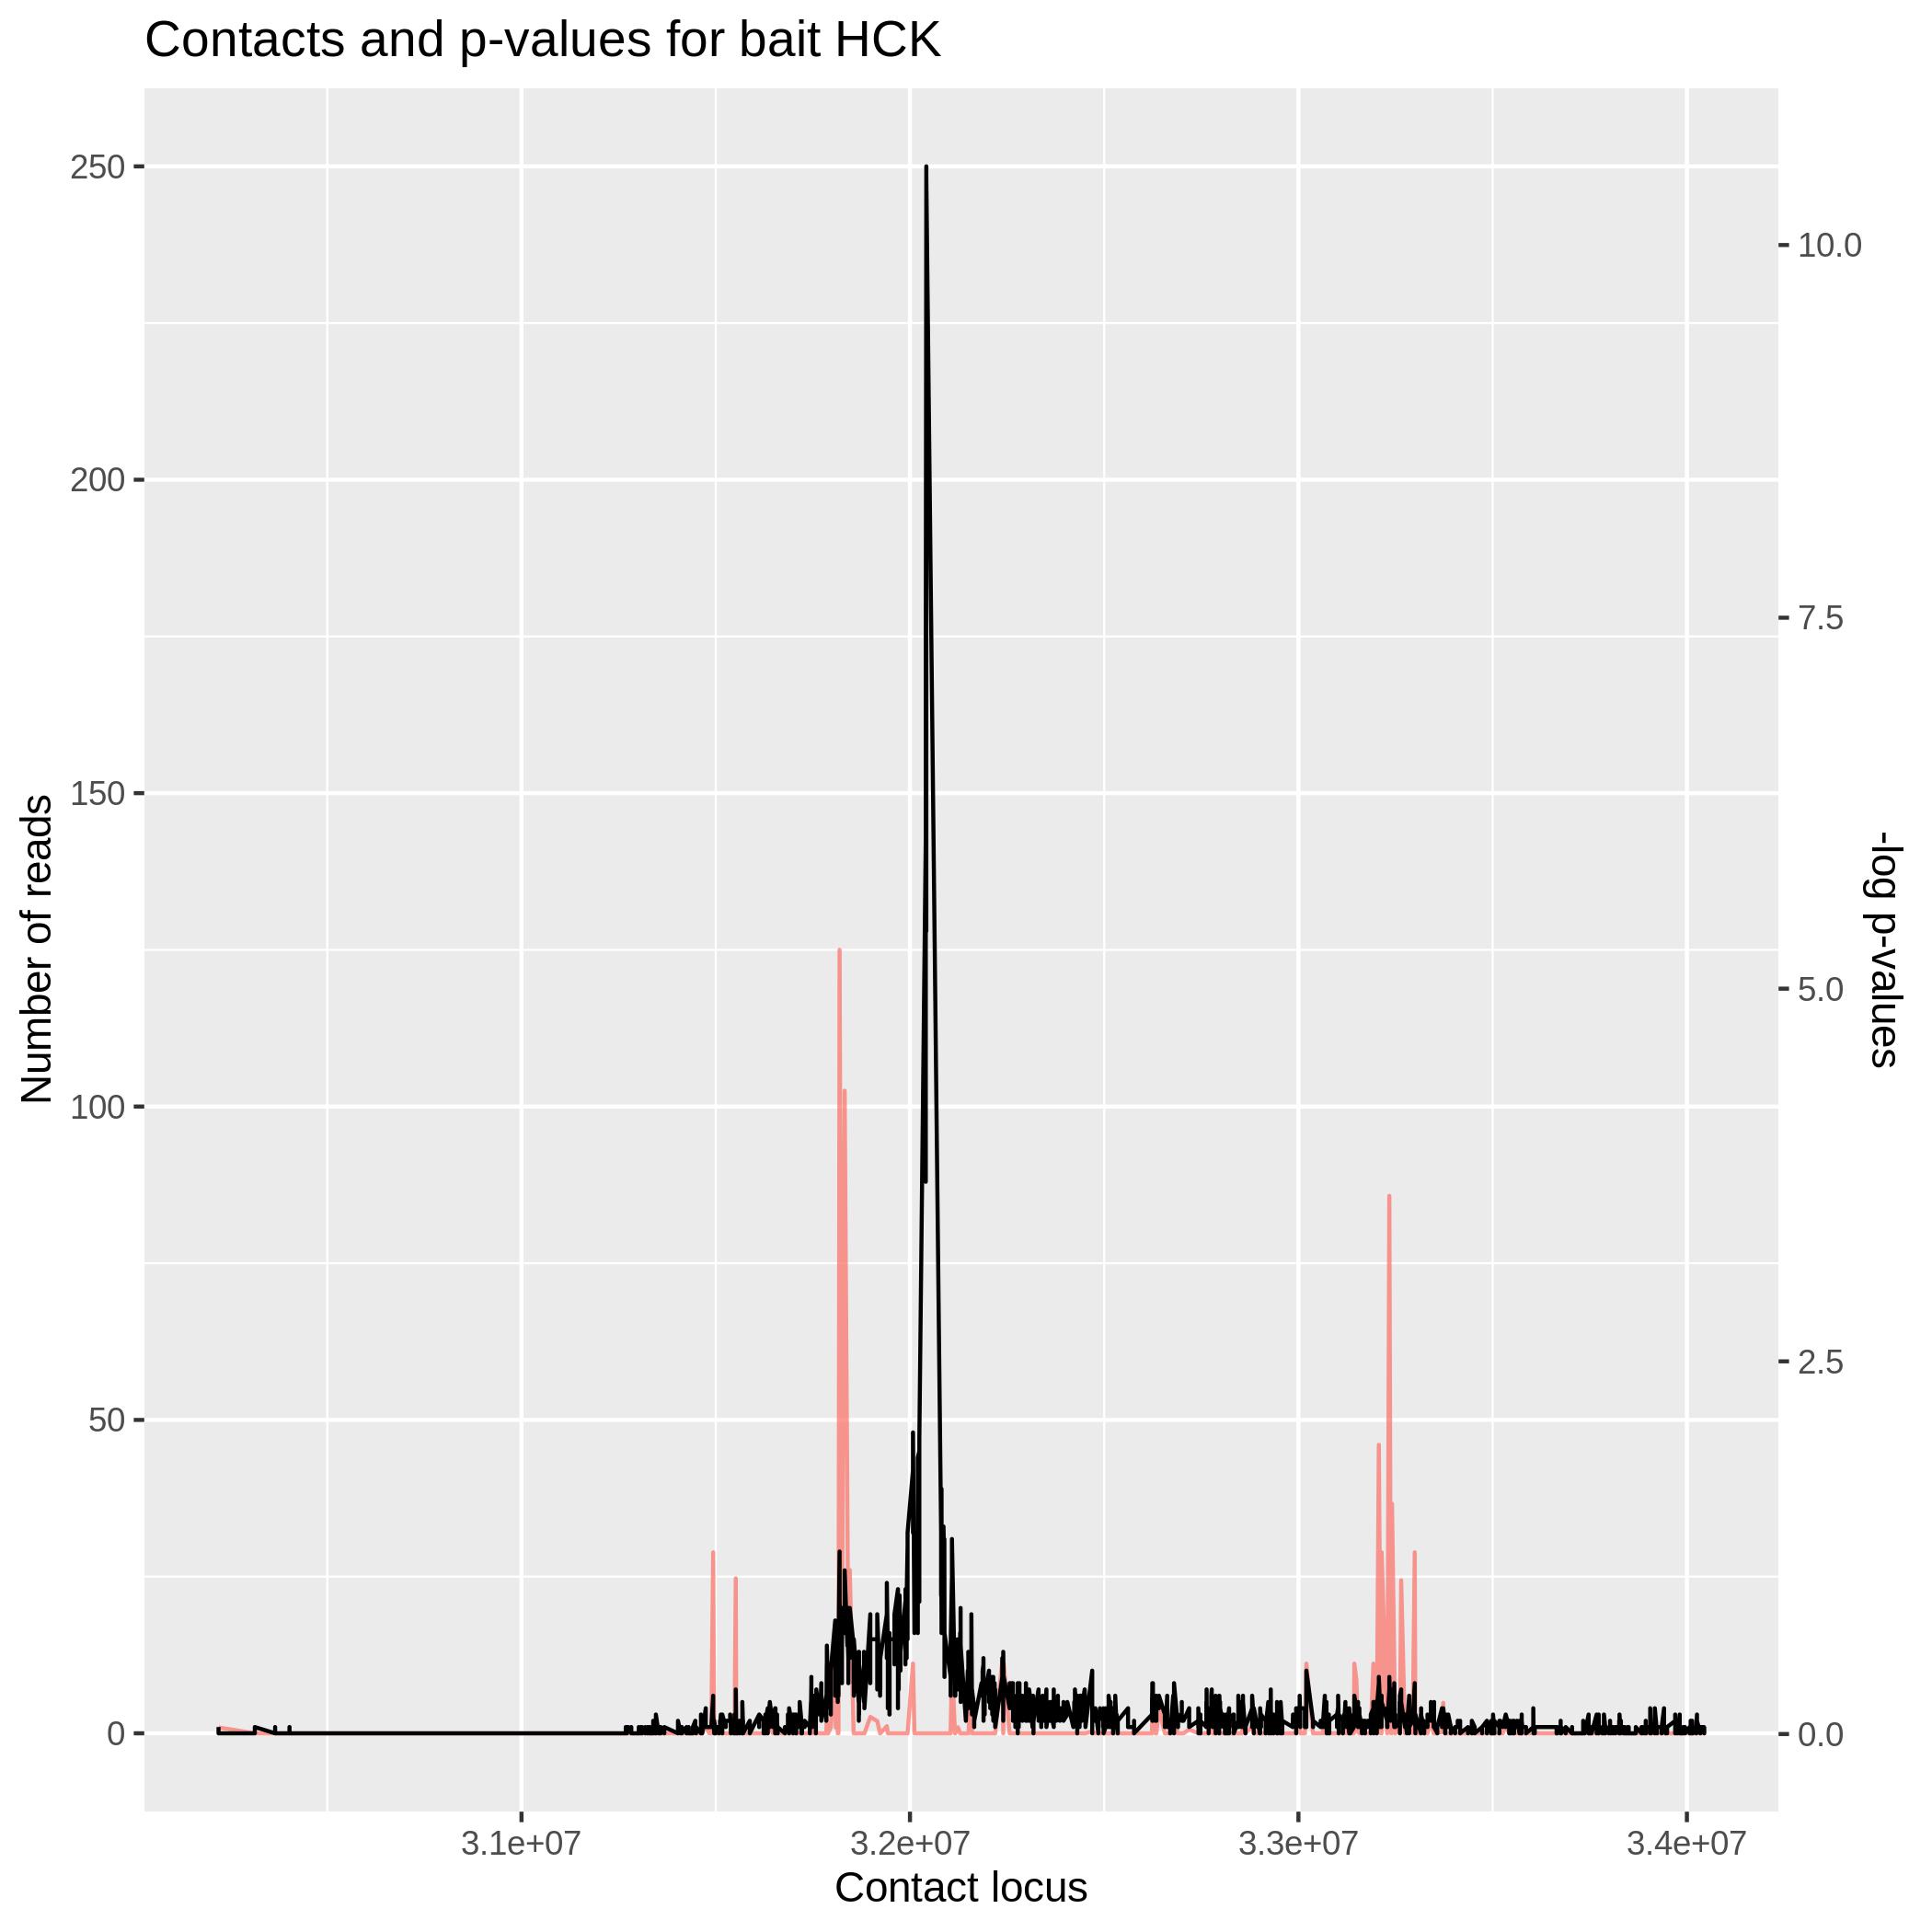 Contacts and p-values for bait HCK
250
200
150
100
50
0
Number of reads
10.0
7.5
5.0
2.5
0.0
-log p-values
3.1e+07
3.2e+07
3.3e+07
3.4e+07
Contact locus